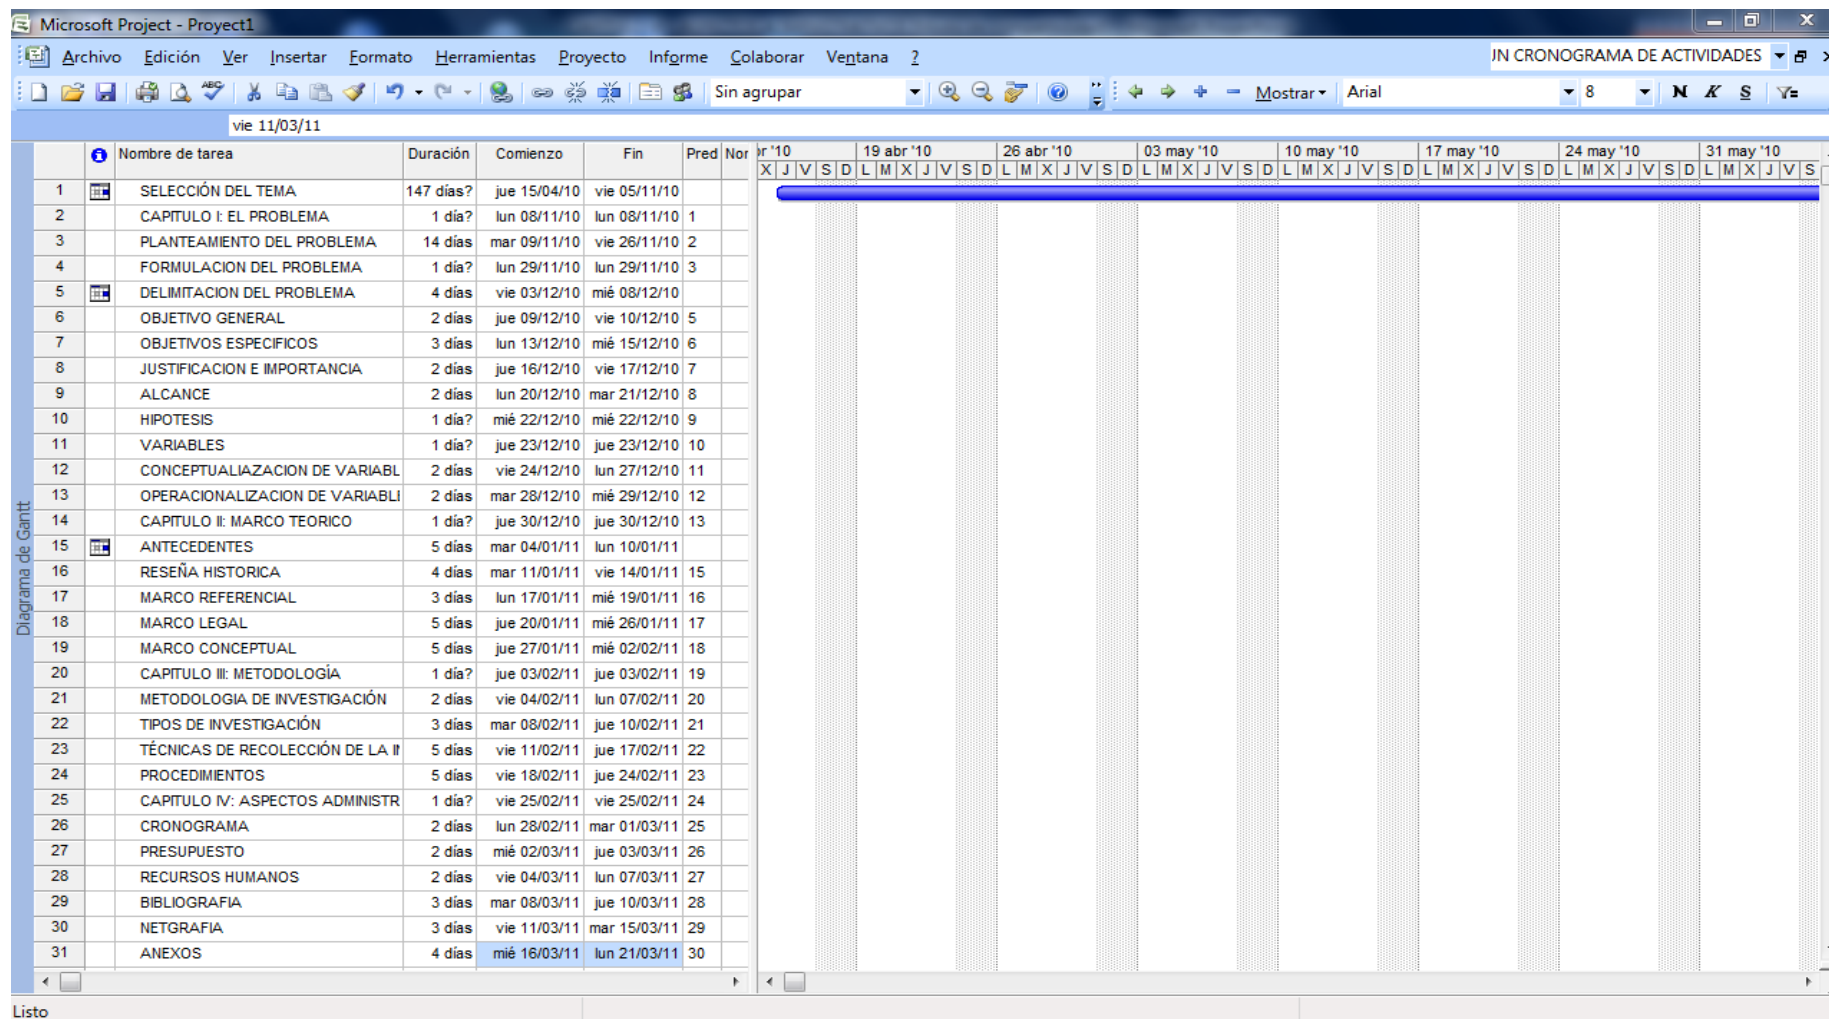 Microsoft Project - Proyect1
Archivo Edición Ver Insertar Formato Herramientas Proyecto Informe Colaborar Ventana ? CRONOGRAMA DE ACTIVIDADES
ABC Sin agrupar Mostrar Arial 8 N K S
vie 11/03/11
Nombre de tarea Duración Comienzo Fin Pred Nor or '10 19 abr '10 26 abr '10 03 may '10 10 may '10 17 may '10 24 may '10 31 may '10
X J V S D L M X J V S D L M X J V S D L M X J V S D L M X J V S D L M X J V S D L M X J V S D L M X J V S
1 SELECCIÓN DEL TEMA 147 días? jue 15/04/10 vie 05/11/10
2 CAPITULO I: EL PROBLEMA 1 día? lun 08/11/10 lun 08/11/10 1
3 PLANTEAMIENTO DEL PROBLEMA 14 días mar 09/11/10 vie 26/11/10 2
4 FORMULACION DEL PROBLEMA 1 día? lun 29/11/10 lun 29/11/10 3
5 DELIMITACION DEL PROBLEMA 4 días vie 03/12/10 mié 08/12/10
6 OBJETIVO GENERAL 2 días jue 09/12/10 vie 10/12/10 5
7 OBJETIVOS ESPECIFICOS 3 días lun 13/12/10 mié 15/12/10 6
8 JUSTIFICACION E IMPORTANCIA 2 días jue 16/12/10 vie 17/12/10 7
9 ALCANCE 2 días lun 20/12/10 mar 21/12/10 8
10 HIPOTESIS 1 día? mié 22/12/10 mié 22/12/10 9
11 VARIABLES 1 día? jue 23/12/10 jue 23/12/10 10
12 CONCEPTUALIAZACION DE VARIABL 2 días vie 24/12/10 lun 27/12/10 11
13 OPERACIONALIZACION DE VARIABLE 2 días mar 28/12/10 mié 29/12/10 12
14 CAPITULO II: MARCO TEORICO 1 día? jue 30/12/10 jue 30/12/10 13
15 ANTECEDENTES 5 días mar 04/01/11 lun 10/01/11
16 RESEÑA HISTORICA 4 días mar 11/01/11 vie 14/01/11 15
17 MARCO REFERENCIAL 3 días lun 17/01/11 mié 19/01/11 16
18 MARCO LEGAL 5 días jue 20/01/11 mié 26/01/11 17
19 MARCO CONCEPTUAL 5 días jue 27/01/11 mié 02/02/11 18
20 CAPITULO III: METODOLOGÍA 1 día? jue 03/02/11 jue 03/02/11 19
21 METODOLOGIA DE INVESTIGACIÓN 2 días vie 04/02/11 lun 07/02/11 20
22 TIPOS DE INVESTIGACIÓN 3 días mar 08/02/11 jue 10/02/11 21
23 TÉCNICAS DE RECOLECCIÓN DE LA 5 días vie 11/02/11 jue 17/02/11 22
24 PROCEDIMIENTOS 5 días vie 18/02/11 jue 24/02/11 23
25 CAPITULO IV: ASPECTOS ADMINISTR 1 día? vie 25/02/11 vie 25/02/11 24
26 CRONOGRAMA 2 días lun 28/02/11 mar 01/03/11 25
27 PRESUPUESTO 2 días mié 02/03/11 jue 03/03/11 26
28 RECURSOS HUMANOS 2 días vie 04/03/11 lun 07/03/11 27
29 BIBLIOGRAFIA 3 días mar 08/03/11 jue 10/03/11 28
30 NETGRAFIA 3 días vie 11/03/11 mar 15/03/11 29
31 ANEXOS 4 días mié 16/03/11 lun 21/03/11 30
Diagrama de Gantt
Listo